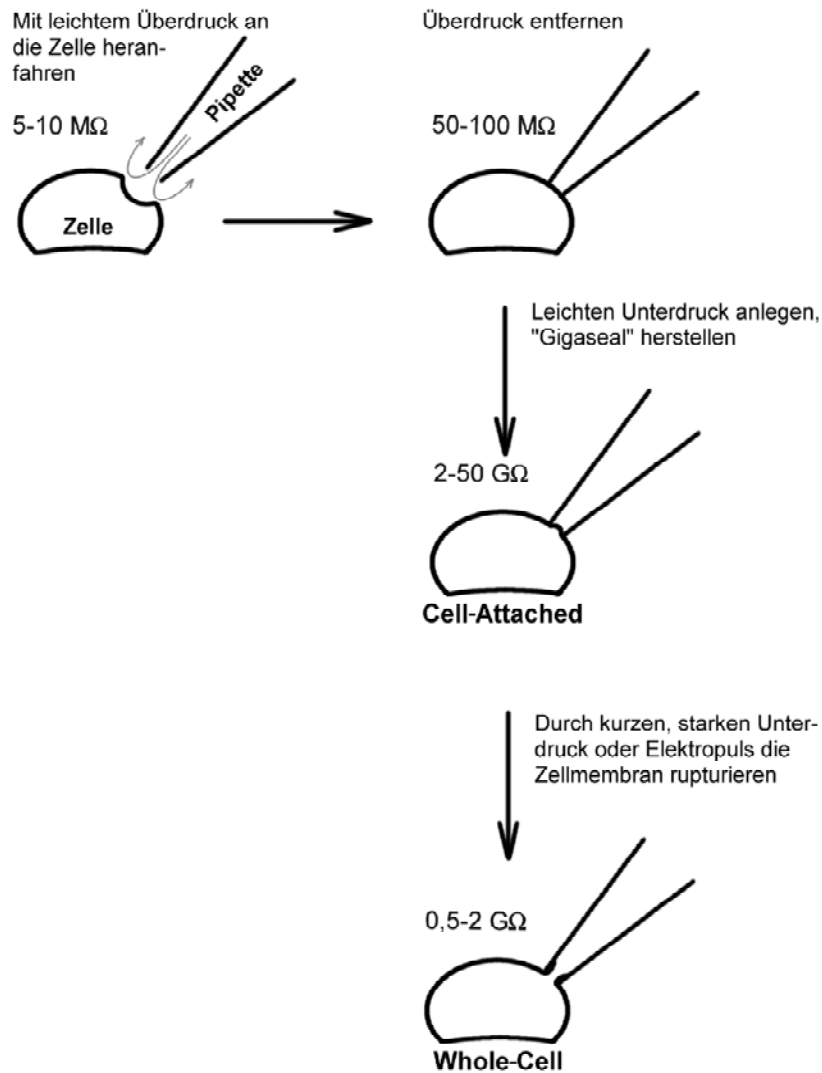 Mit leichtem Überdruck an
die Zelle heran-
fahren
5-10 MΩ
Pipette
Zelle
Überdruck entfernen
50-100 MΩ
Leichten Unterdruck anlegen,
"Gigaseal" herstellen
2-50 GΩ
Cell-Attached
Durch kurzen, starken Unter-
druck oder Elektropuls die
Zellmembran rupturieren
0,5-2 GΩ
Whole-Cell